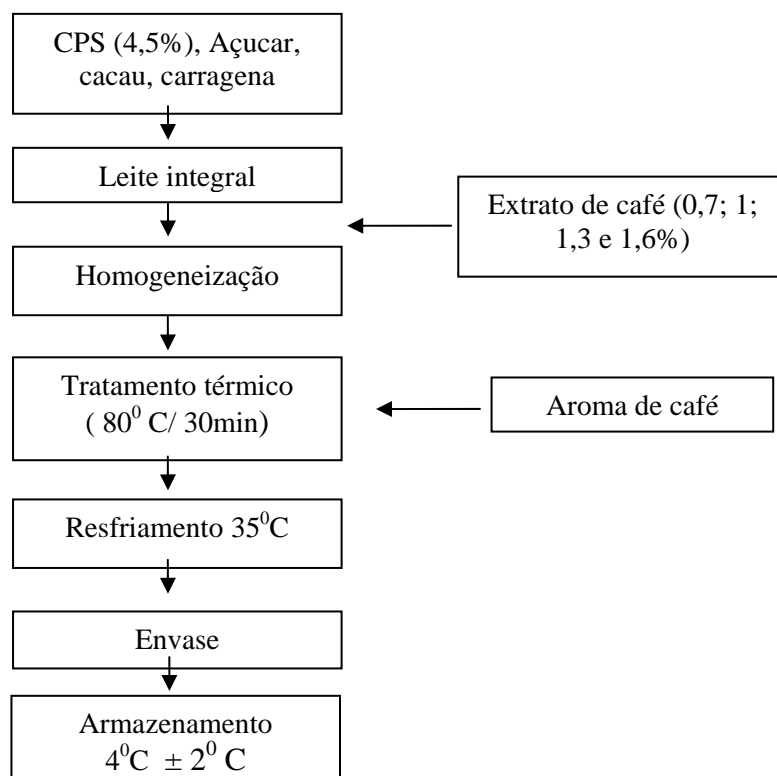 CPS (4,5%), Açucar,
cacau, carragena
Leite integral
Extrato de café (0,7; 1;
1,3 e 1,6%)
Homogeneização
Tratamento térmico
( 80⁰ C/ 30min)
Aroma de café
Resfriamento 35⁰C
Envase
Armazenamento
4⁰C ± 2⁰ C